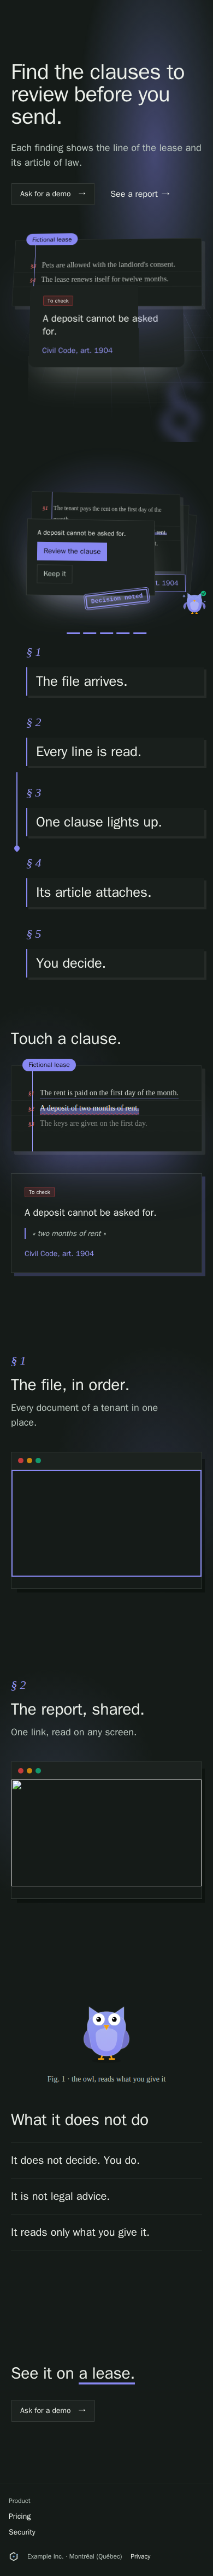 Find the clauses to
review before you
send.
Each finding shows the line of the lease and
its article of law.
Ask for a demo →
See a report →
Fictional lease
§1 Pets are allowed with the landlord's consent.
§2 The lease renews itself for twelve months.
To check
A deposit cannot be asked
for.
Civil Code, art. 1904
§1 The tenant pays the rent on the first day of the
month.
A deposit cannot be asked for.
Review the clause
Keep it
t. 1904
Decision noted
§ 1
The file arrives.
§ 2
Every line is read.
§ 3
One clause lights up.
§ 4
Its article attaches.
§ 5
You decide.
Touch a clause.
Fictional lease
§1 The rent is paid on the first day of the month.
§2 A deposit of two months of rent.
§3 The keys are given on the first day.
To check
A deposit cannot be asked for.
« two months of rent »
Civil Code, art. 1904
§ 1
The file, in order.
Every document of a tenant in one
place.
§ 2
The report, shared.
One link, read on any screen.
Fig. 1 · the owl, reads what you give it
What it does not do
It does not decide. You do.
It is not legal advice.
It reads only what you give it.
See it on a lease.
Ask for a demo →
Product
Pricing
Security
Example Inc. · Montréal (Québec) Privacy